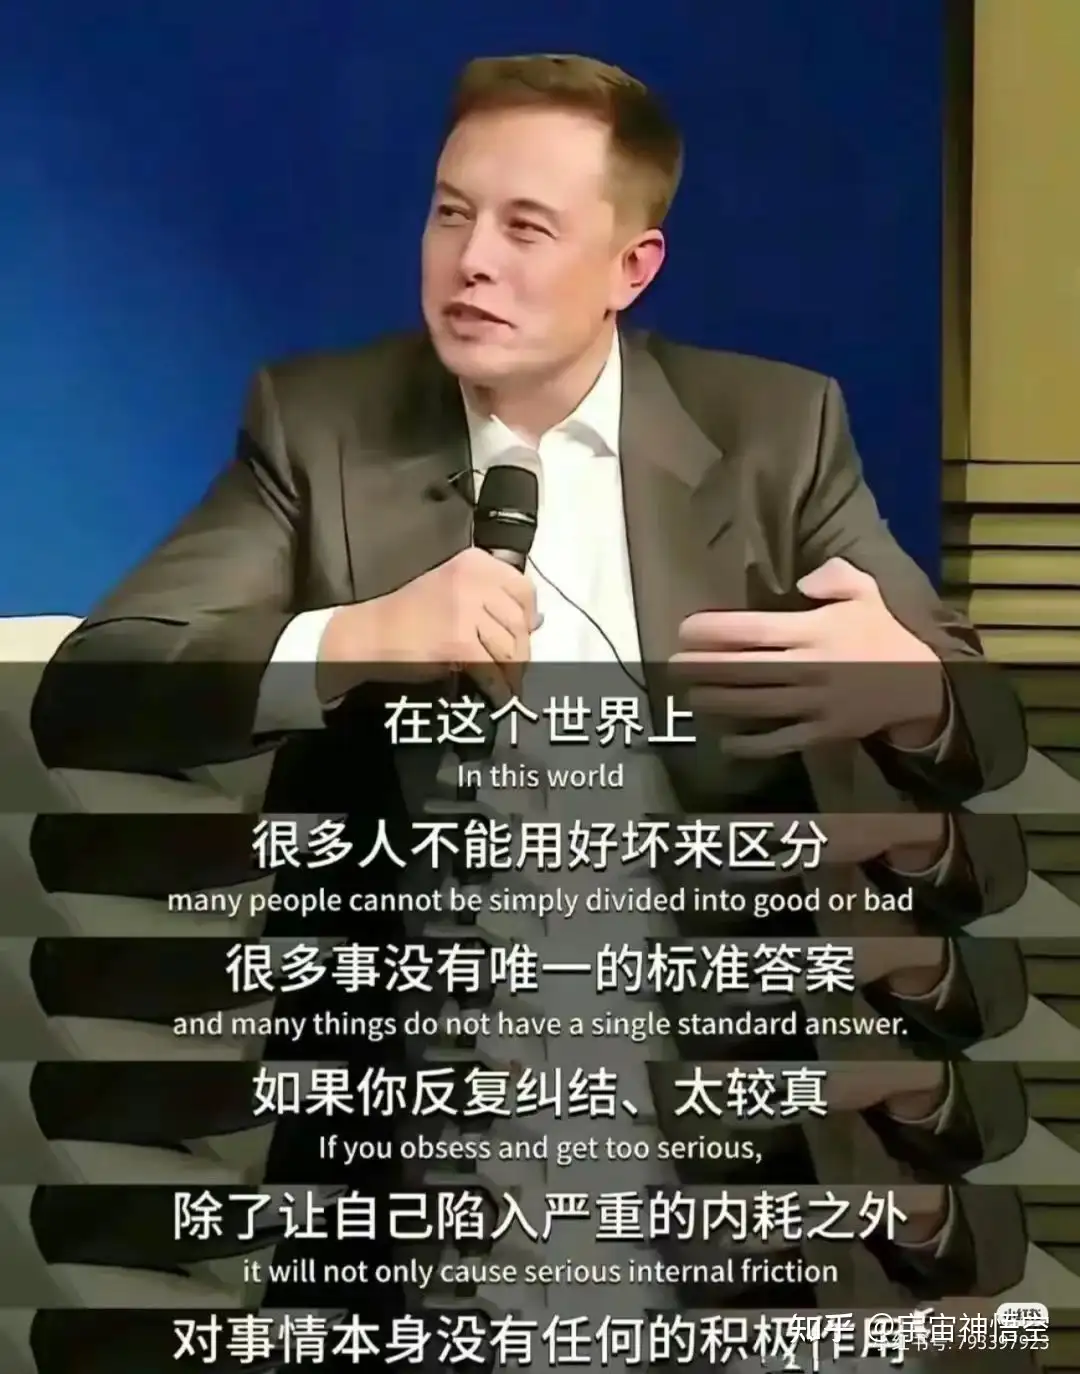 在这个世界上
In this world
很多人不能用好坏来区分
many people cannot be simply divided into good or bad
很多事没有唯一的标准答案
and many things do not have a single standard answer.
如果你反复纠结、太较真
If you obsess and get too serious,
除了让自己陷入严重的内耗之外
it will not only cause serious internal friction
对事情本身没有任何的积极作用
知乎 @宇宙神悟
小红书号: 793397925